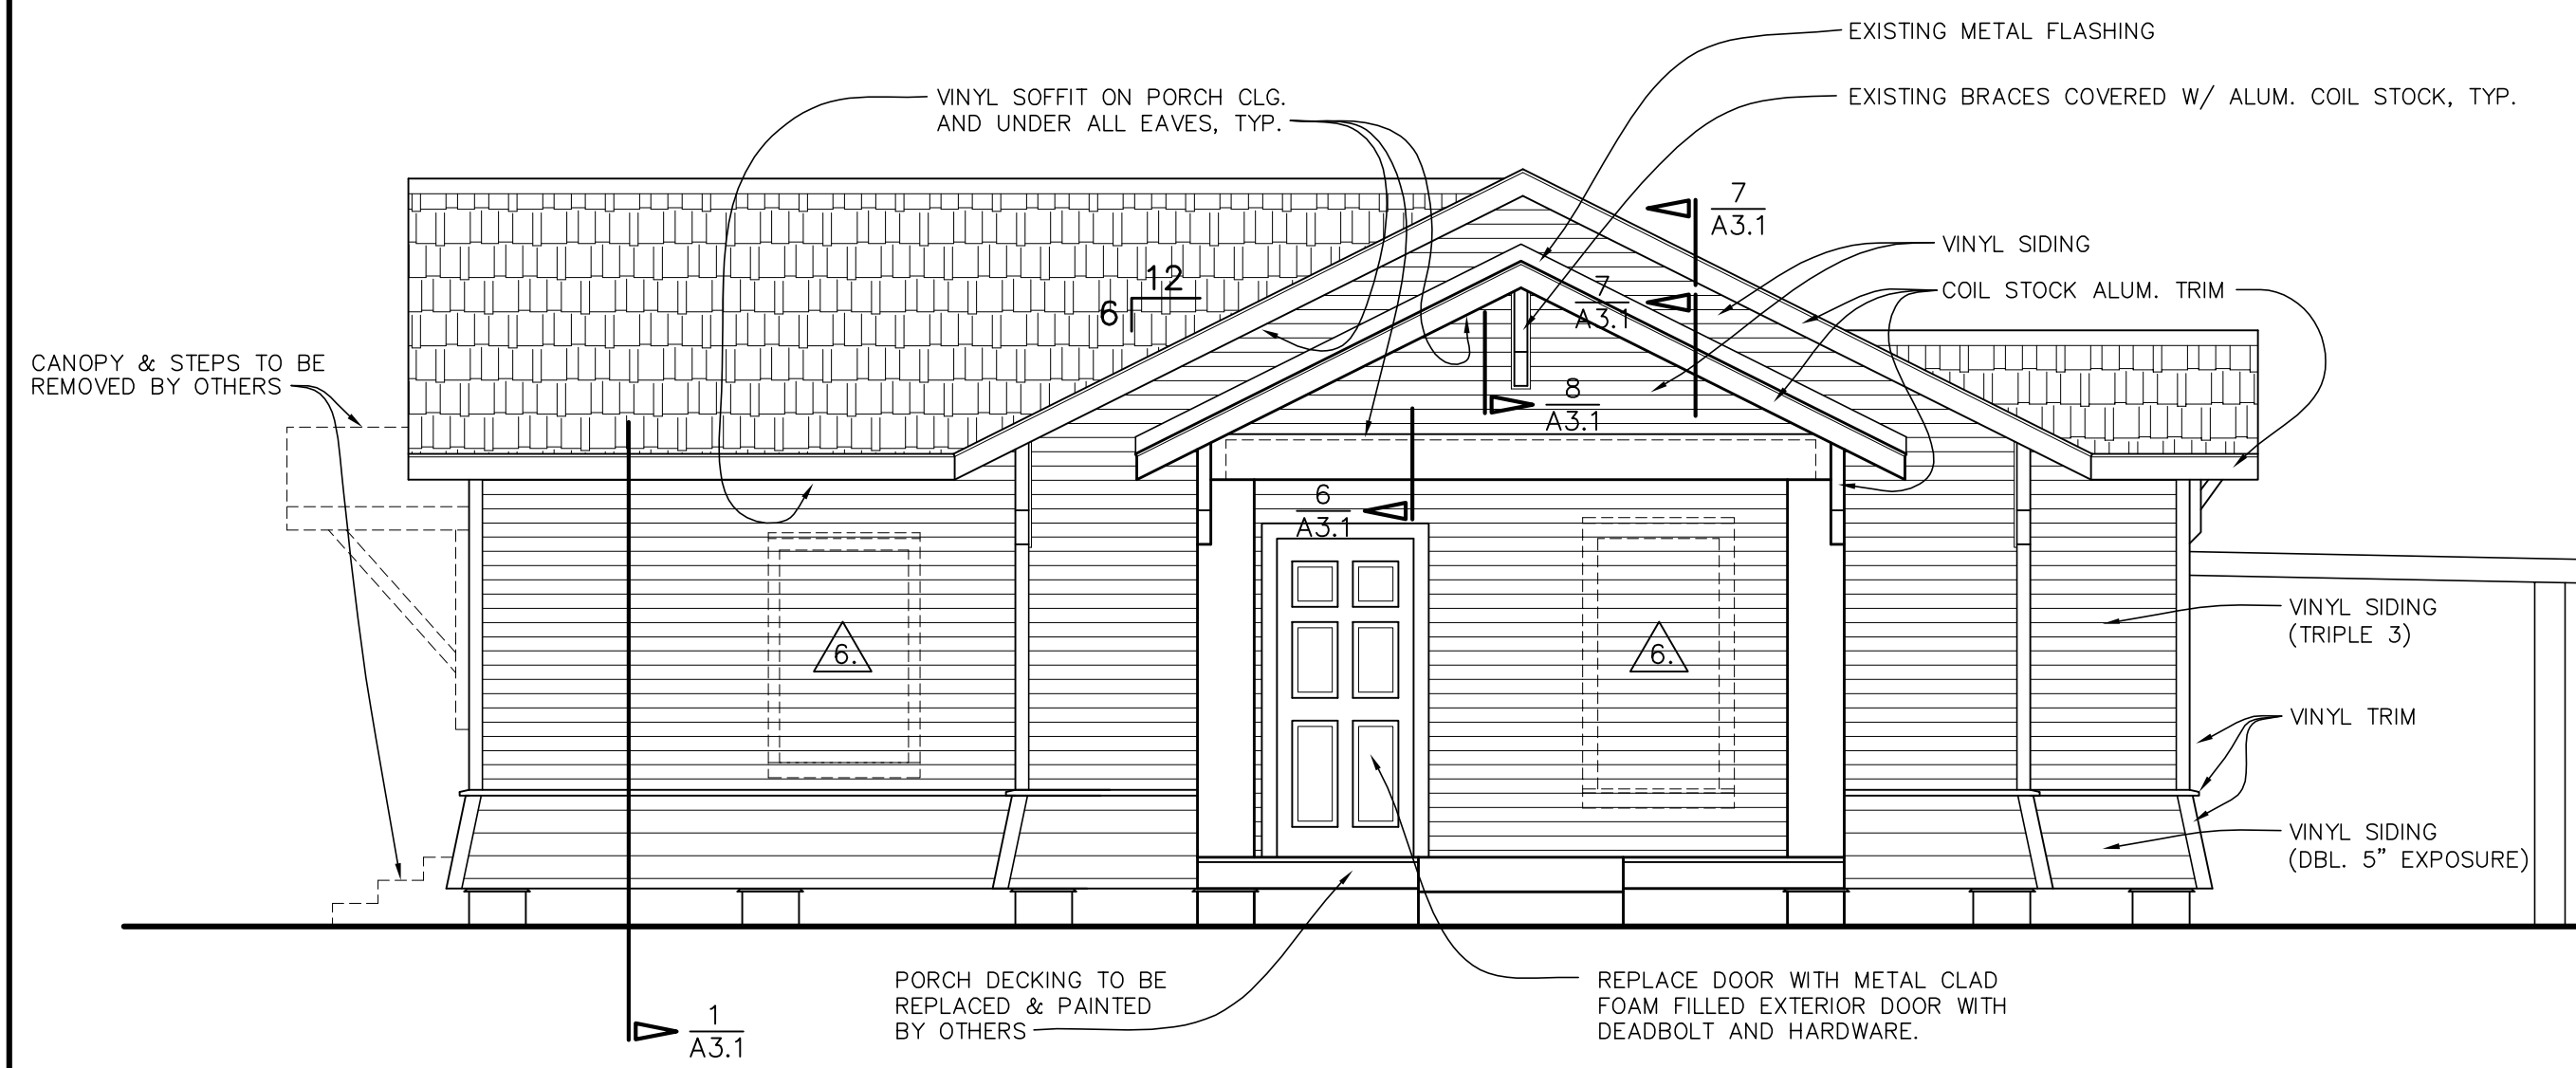 EXISTING METAL FLASHING
VINYL SOFFIT ON PORCH CLG.
AND UNDER ALL EAVES, TYP.
EXISTING BRACES COVERED W/ ALUM. COIL STOCK, TYP.
7
A3.1
VINYL SIDING
12
6
7
A3.1
COIL STOCK ALUM. TRIM
CANOPY & STEPS TO BE
REMOVED BY OTHERS
8
A3.1
6
A3.1
6.
6.
VINYL SIDING
(TRIPLE 3)
VINYL TRIM
VINYL SIDING
(DBL. 5" EXPOSURE)
PORCH DECKING TO BE
REPLACED & PAINTED
BY OTHERS
REPLACE DOOR WITH METAL CLAD
FOAM FILLED EXTERIOR DOOR WITH
DEADBOLT AND HARDWARE.
1
A3.1